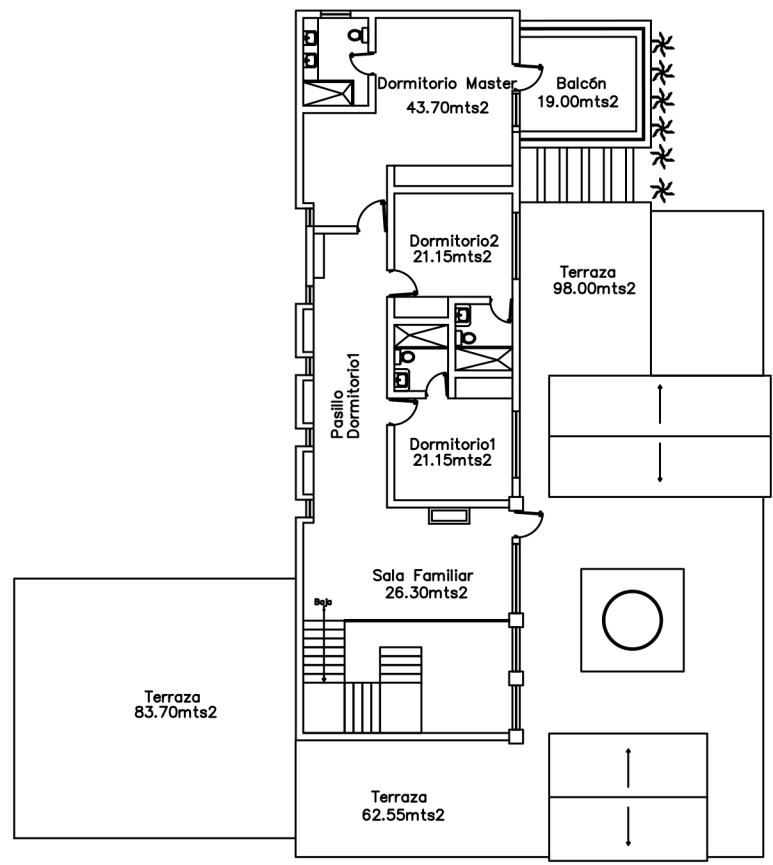 Dormitorio Master
43.70mts2
Balcón
19.00mts2
Dormitorio2
21.15mts2
Terraza
98.00mts2
Pasillo
Dormitorio1
Dormitorio1
21.15mts2
Sala Familiar
26.30mts2
Baja
Terraza
83.70mts2
Terraza
62.55mts2